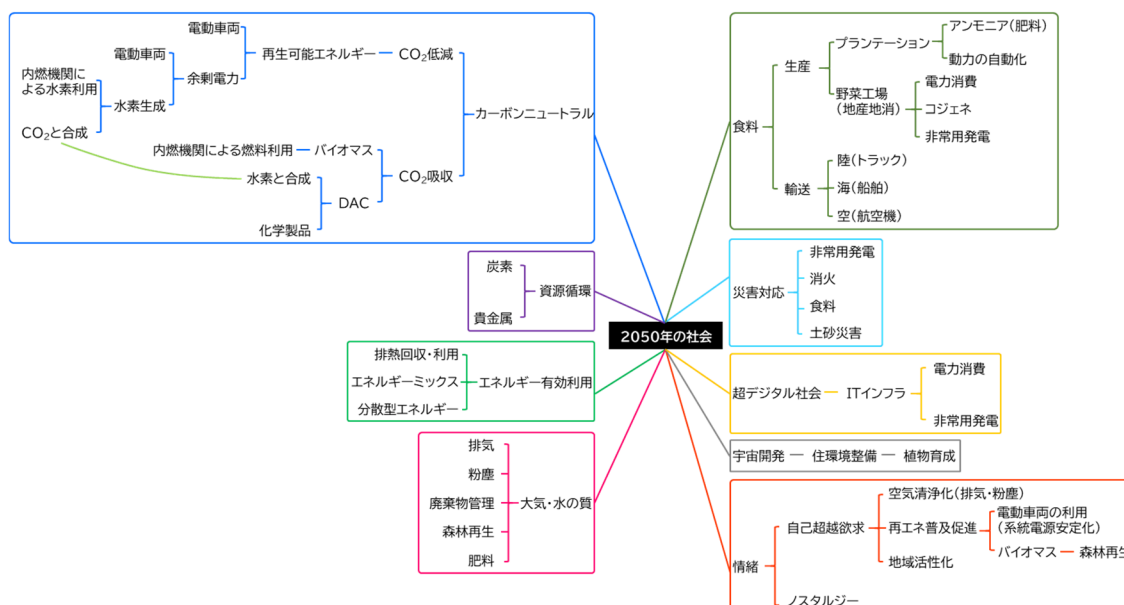 電動車両
電動車両
再生可能エネルギー
CO₂低減
内燃機関に
よる水素利用
余剰電力
水素生成
カーボンニュートラル
CO₂と合成
内燃機関による燃料利用
バイオマス
水素と合成
CO₂吸収
DAC
化学製品
アンモニア(肥料)
プランテーション
動力の自動化
生産
電力消費
野菜工場
(地産地消)
コジェネ
食料
非常用発電
陸(トラック)
輸送
海(船舶)
空(航空機)
炭素
資源循環
貴金属
非常用発電
消火
災害対応
食料
土砂災害
2050年の社会
排熱回収・利用
エネルギーミックス
エネルギー有効利用
分散型エネルギー
電力消費
超デジタル社会
ITインフラ
非常用発電
排気
粉塵
廃棄物管理
大気・水の質
森林再生
肥料
宇宙開発
住環境整備
植物育成
空気清浄化(排気・粉塵)
電動車両の利用
(系統電源安定化)
自己超越欲求
再エネ普及促進
バイオマス
森林再生
地域活性化
情緒
ノスタルジー